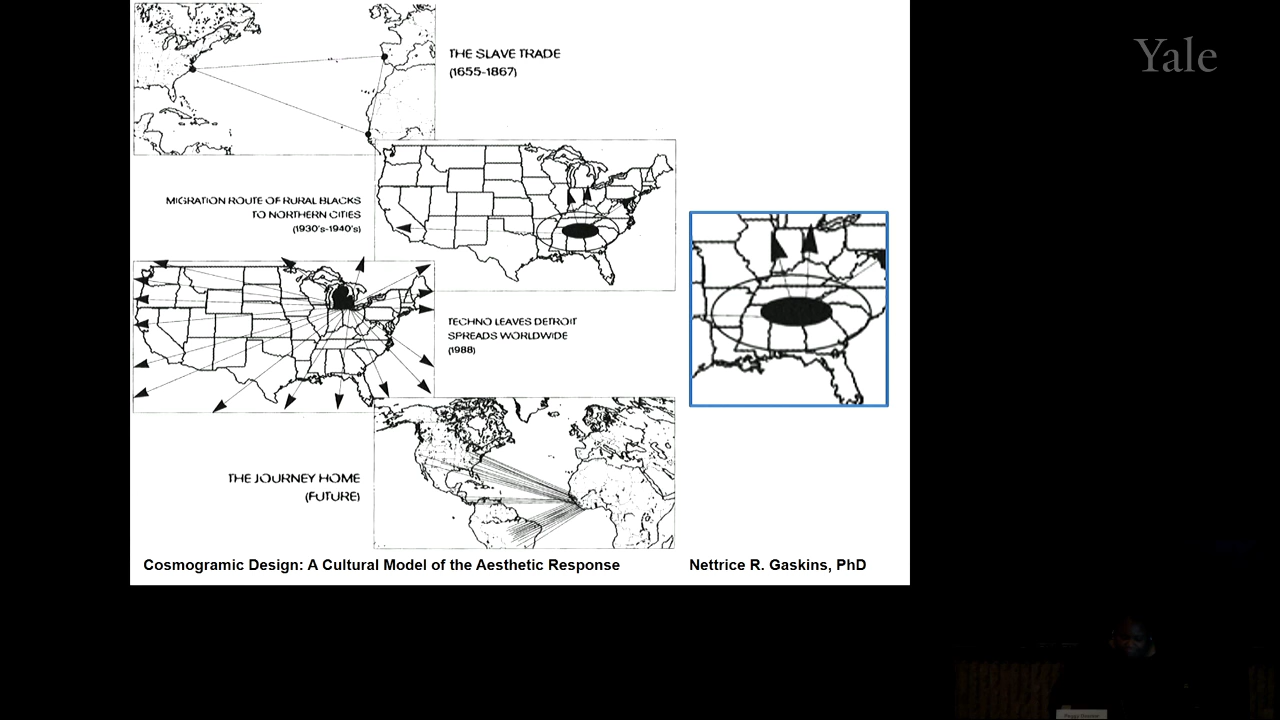 Yale
THE SLAVE TRADE
(1655-1867)
MIGRATION ROUTE OF RURAL BLACKS
TO NORTHERN CITIES
(1930's-1940's)
TECHNO LEAVES DETROIT
SPREADS WORLDWIDE
(1988)
THE JOURNEY HOME
(FUTURE)
Cosmogramic Design: A Cultural Model of the Aesthetic Response
Nettrice R. Gaskins, PhD